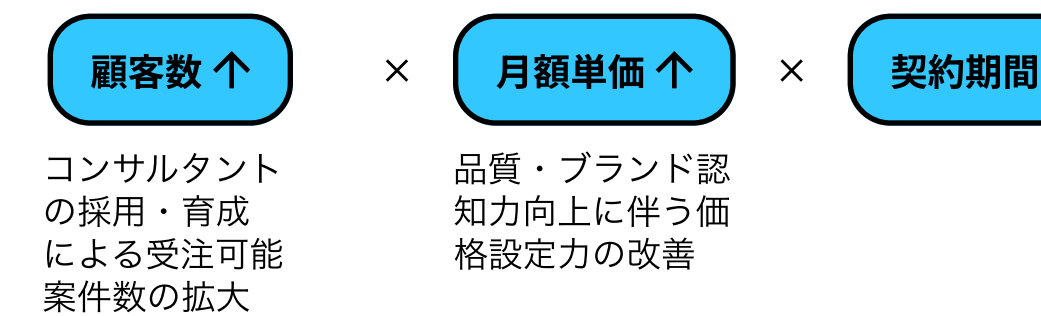 顧客数↑ × 月額単価↑ × 契約期間
コンサルタント
の採用・育成
による受注可能
案件数の拡大
品質・ブランド認
知力向上に伴う価
格設定力の改善